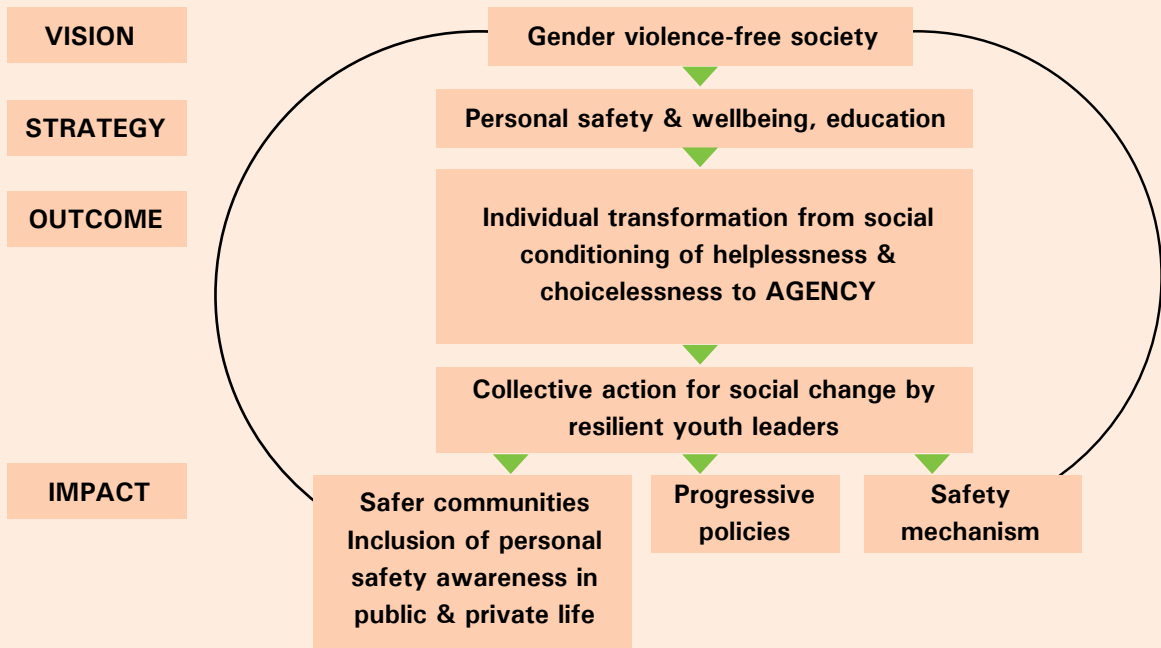 VISION
Gender violence-free society
STRATEGY
Personal safety & wellbeing, education
OUTCOME
Individual transformation from social
conditioning of helplessness &
choicelessness to AGENCY
Collective action for social change by
resilient youth leaders
IMPACT
Safer communities
Inclusion of personal
safety awareness in
public & private life
Progressive
policies
Safety
mechanism